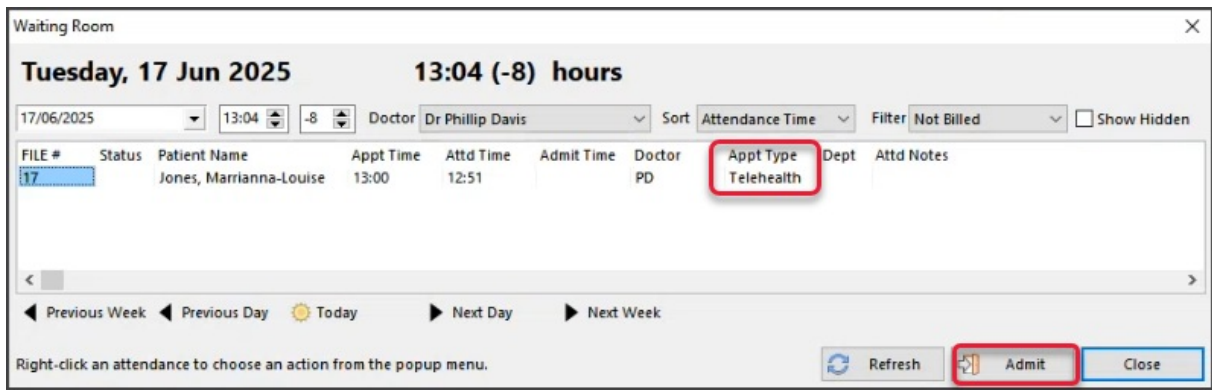 Waiting Room
Tuesday, 17 Jun 2025 13:04 (-8) hours
17/06/2025 13:04 -8 Doctor Dr Phillip Davis Sort Attendance Time Filter Not Billed Show Hidden
FILE # Status Patient Name Appt Time Attd Time Admit Time Doctor Appt Type Dept Attd Notes
17 Jones, Marrianna-Louise 13:00 12:51 PD Telehealth
Previous Week Previous Day Today Next Day Next Week
Right-click an attendance to choose an action from the popup menu. Refresh Admit Close